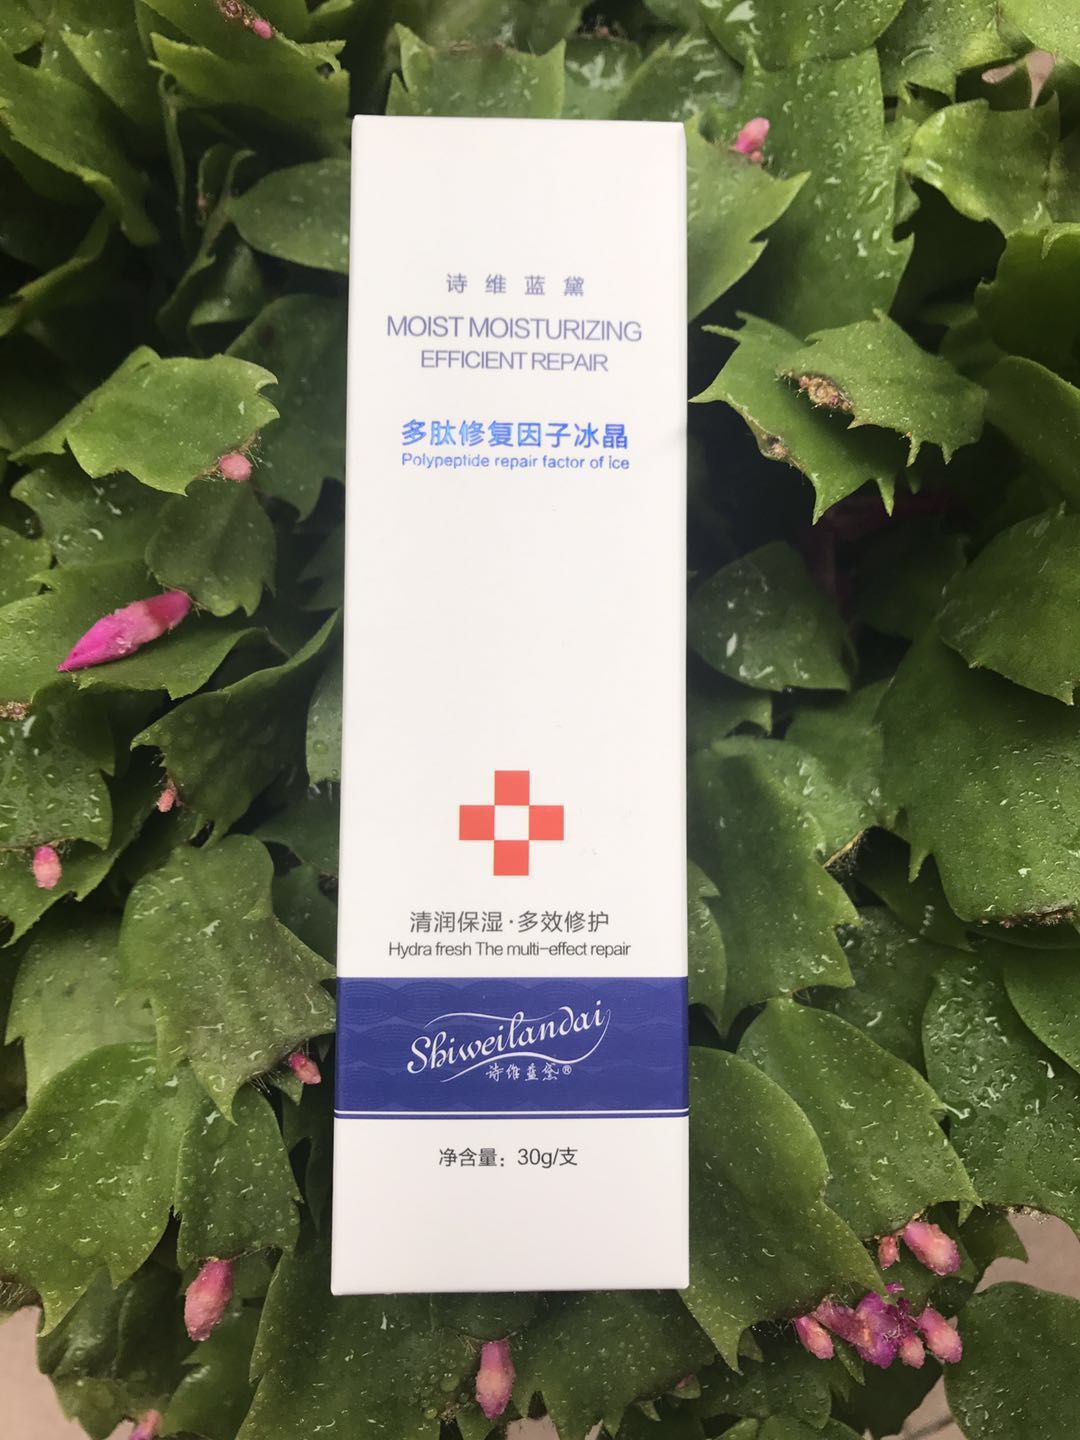 诗维蓝黛
MOIST MOISTURIZING
EFFICIENT REPAIR
多肽修复因子冰晶
Polypeptide repair factor of ice
清润保湿·多效修护
Hydra fresh The multi-effect repair
Shiweilandai
诗维蓝黛®
净含量：30g/支